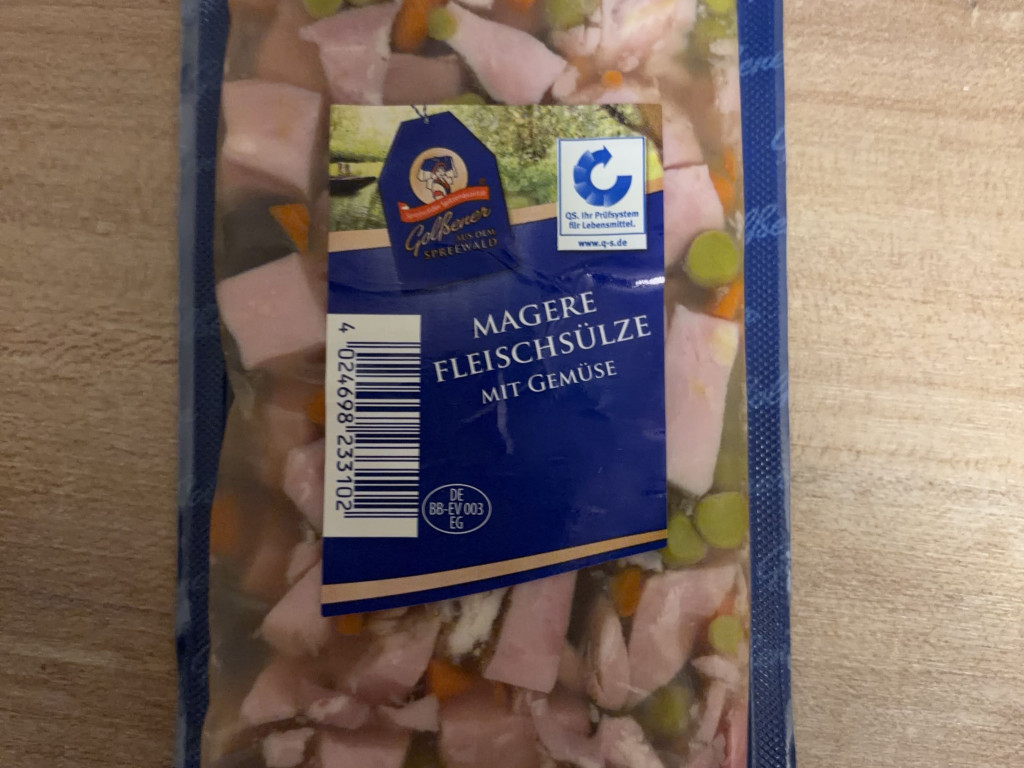 Golßener
AUS DEM
SPREEWALD
QS. Ihr Prüfsystem
für Lebensmittel.
www.q-s.de
MAGERE
FLEISCHSÜLZE
MIT GEMÜSE
4 024698 233102
DE
BB-EV 003
EG